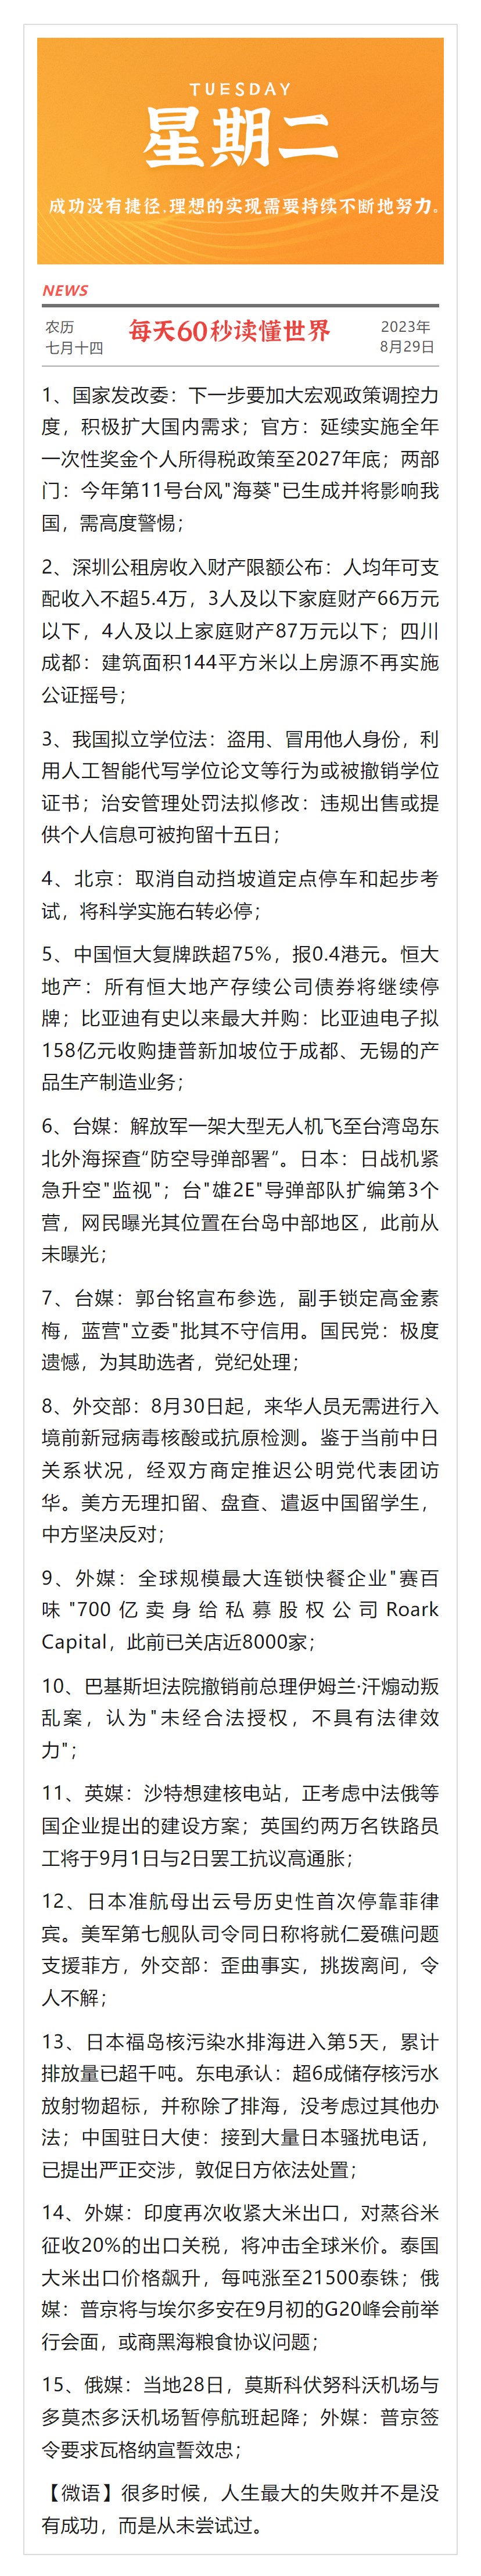 TUESDAY
星期二
成功没有捷径,理想的实现需要持续不断地努力。
NEWS
农历
七月十四
每天60秒读懂世界
2023年
8月29日
1、国家发改委：下一步要加大宏观政策调控力
度，积极扩大国内需求；官方：延续实施全年
一次性奖金个人所得税政策至2027年底；两部
门：今年第11号台风"海葵"已生成并将影响我
国，需高度警惕；
2、深圳公租房收入财产限额公布：人均年可支
配收入不超5.4万，3人及以下家庭财产66万元
以下，4人及以上家庭财产87万元以下；四川
成都：建筑面积144平方米以上房源不再实施
公证摇号；
3、我国拟立学位法：盗用、冒用他人身份，利
用人工智能代写学位论文等行为或被撤销学位
证书；治安管理处罚法拟修改：违规出售或提
供个人信息可被拘留十五日；
4、北京：取消自动挡坡道定点停车和起步考
试，将科学实施右转必停；
5、中国恒大复牌跌超75%，报0.4港元。恒大
地产：所有恒大地产存续公司债券将继续停
牌；比亚迪有史以来最大并购：比亚迪电子拟
158亿元收购捷普新加坡位于成都、无锡的产
品生产制造业务；
6、台媒：解放军一架大型无人机飞至台湾岛东
北外海探查“防空导弹部署”。日本：日战机紧
急升空"监视"；台"雄2E"导弹部队扩编第3个
营，网民曝光其位置在台岛中部地区，此前从
未曝光；
7、台媒：郭台铭宣布参选，副手锁定高金素
梅，蓝营"立委"批其不守信用。国民党：极度
遗憾，为其助选者，党纪处理；
8、外交部：8月30日起，来华人员无需进行入
境前新冠病毒核酸或抗原检测。鉴于当前中日
关系状况，经双方商定推迟公明党代表团访
华。美方无理扣留、盘查、遣返中国留学生，
中方坚决反对；
9、外媒：全球规模最大连锁快餐企业"赛百
味"700亿卖身给私募股权公司Roark
Capital，此前已关店近8000家；
10、巴基斯坦法院撤销前总理伊姆兰·汗煽动叛
乱案，认为"未经合法授权，不具有法律效
力"；
11、英媒：沙特想建核电站，正考虑中法俄等
国企业提出的建设方案；英国约两万名铁路员
工将于9月1日与2日罢工抗议高通胀；
12、日本准航母出云号历史性首次停靠菲律
宾。美军第七舰队司令同日称将就仁爱礁问题
支援菲方，外交部：歪曲事实，挑拨离间，令
人不解；
13、日本福岛核污染水排海进入第5天，累计
排放量已超千吨。东电承认：超6成储存核污水
放射物超标，并称除了排海，没考虑过其他办
法；中国驻日大使：接到大量日本骚扰电话，
已提出严正交涉，敦促日方依法处置；
14、外媒：印度再次收紧大米出口，对蒸谷米
征收20%的出口关税，将冲击全球米价。泰国
大米出口价格飙升，每吨涨至21500泰铢；俄
媒：普京将与埃尔多安在9月初的G20峰会前举
行会面，或商黑海粮食协议问题；
15、俄媒：当地28日，莫斯科伏努科沃机场与
多莫杰多沃机场暂停航班起降；外媒：普京签
令要求瓦格纳宣誓效忠；
【微语】很多时候，人生最大的失败并不是没
有成功，而是从未尝试过。